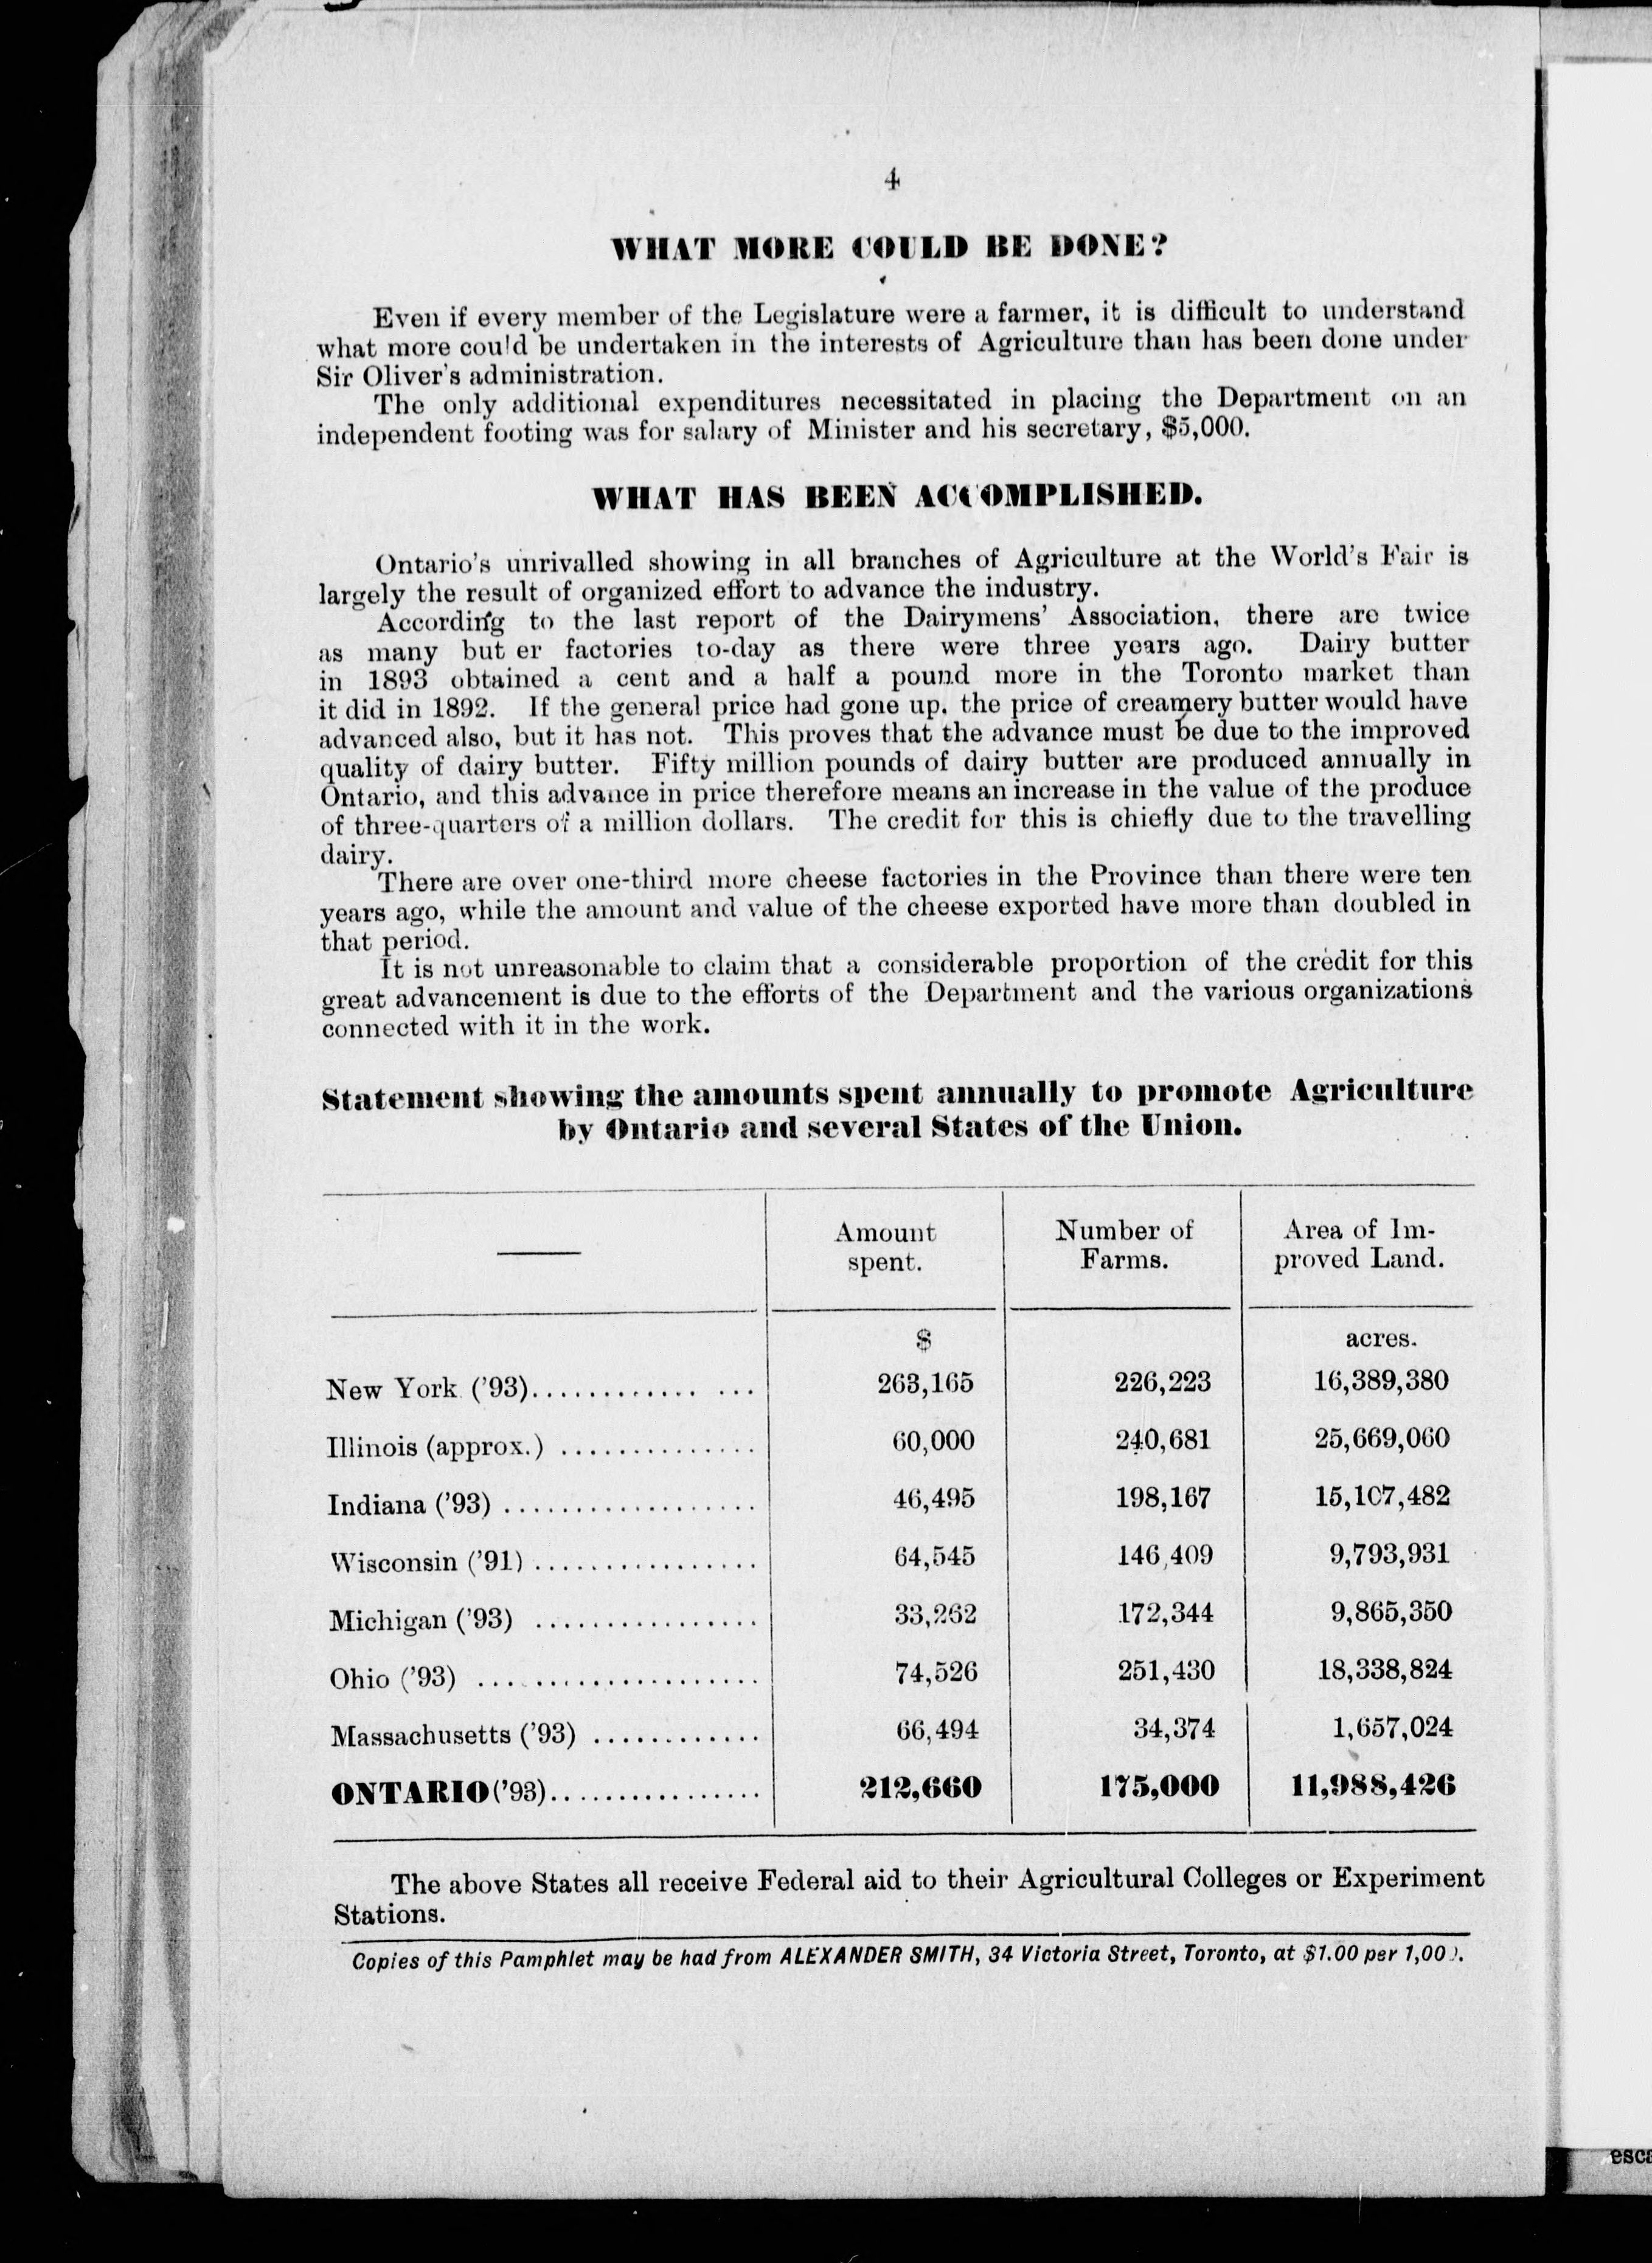 4
WHAT MORE COULD BE DONE?
Even if every member of the Legislature were a farmer, it is difficult to understand
what more could be undertaken in the interests of Agriculture than has been done under
Sir Oliver's administration.
The only additional expenditures necessitated in placing the Department on an
independent footing was for salary of Minister and his secretary, $5,000.
WHAT HAS BEEN ACCOMPLISHED.
Ontario's unrivalled showing in all branches of Agriculture at the World's Fair is
largely the result of organized effort to advance the industry.
According to the last report of the Dairymens' Association, there are twice
as many but er factories to-day as there were three years ago. Dairy butter
in 1893 obtained a cent and a half a pound more in the Toronto market than
it did in 1892. If the general price had gone up, the price of creamery butter would have
advanced also, but it has not. This proves that the advance must be due to the improved
quality of dairy butter. Fifty million pounds of dairy butter are produced annually in
Ontario, and this advance in price therefore means an increase in the value of the produce
of three-quarters of a million dollars. The credit for this is chiefly due to the travelling
dairy.
There are over one-third more cheese factories in the Province than there were ten
years ago, while the amount and value of the cheese exported have more than doubled in
that period.
It is not unreasonable to claim that a considerable proportion of the credit for this
great advancement is due to the efforts of the Department and the various organizations
connected with it in the work.
Statement showing the amounts spent annually to promote Agriculture
by Ontario and several States of the Union.
Amount spent. Number of Farms. Area of Im-proved Land.
$ acres.
New York ('93)............ ... 263,165 226,223 16,389,380
Illinois (approx.) .............. 60,000 240,681 25,669,060
Indiana ('93) .................. 46,495 198,167 15,107,482
Wisconsin ('91) ................ 64,545 146,409 9,793,931
Michigan ('93) ................ 33,262 172,344 9,865,350
Ohio ('93) .................... 74,526 251,430 18,338,824
Massachusetts ('93) ............ 66,494 34,374 1,657,024
ONTARIO ('93)................ 212,660 175,000 11,988,426
The above States all receive Federal aid to their Agricultural Colleges or Experiment
Stations.
Copies of this Pamphlet may be had from ALEXANDER SMITH, 34 Victoria Street, Toronto, at $1.00 per 1,000.
esca